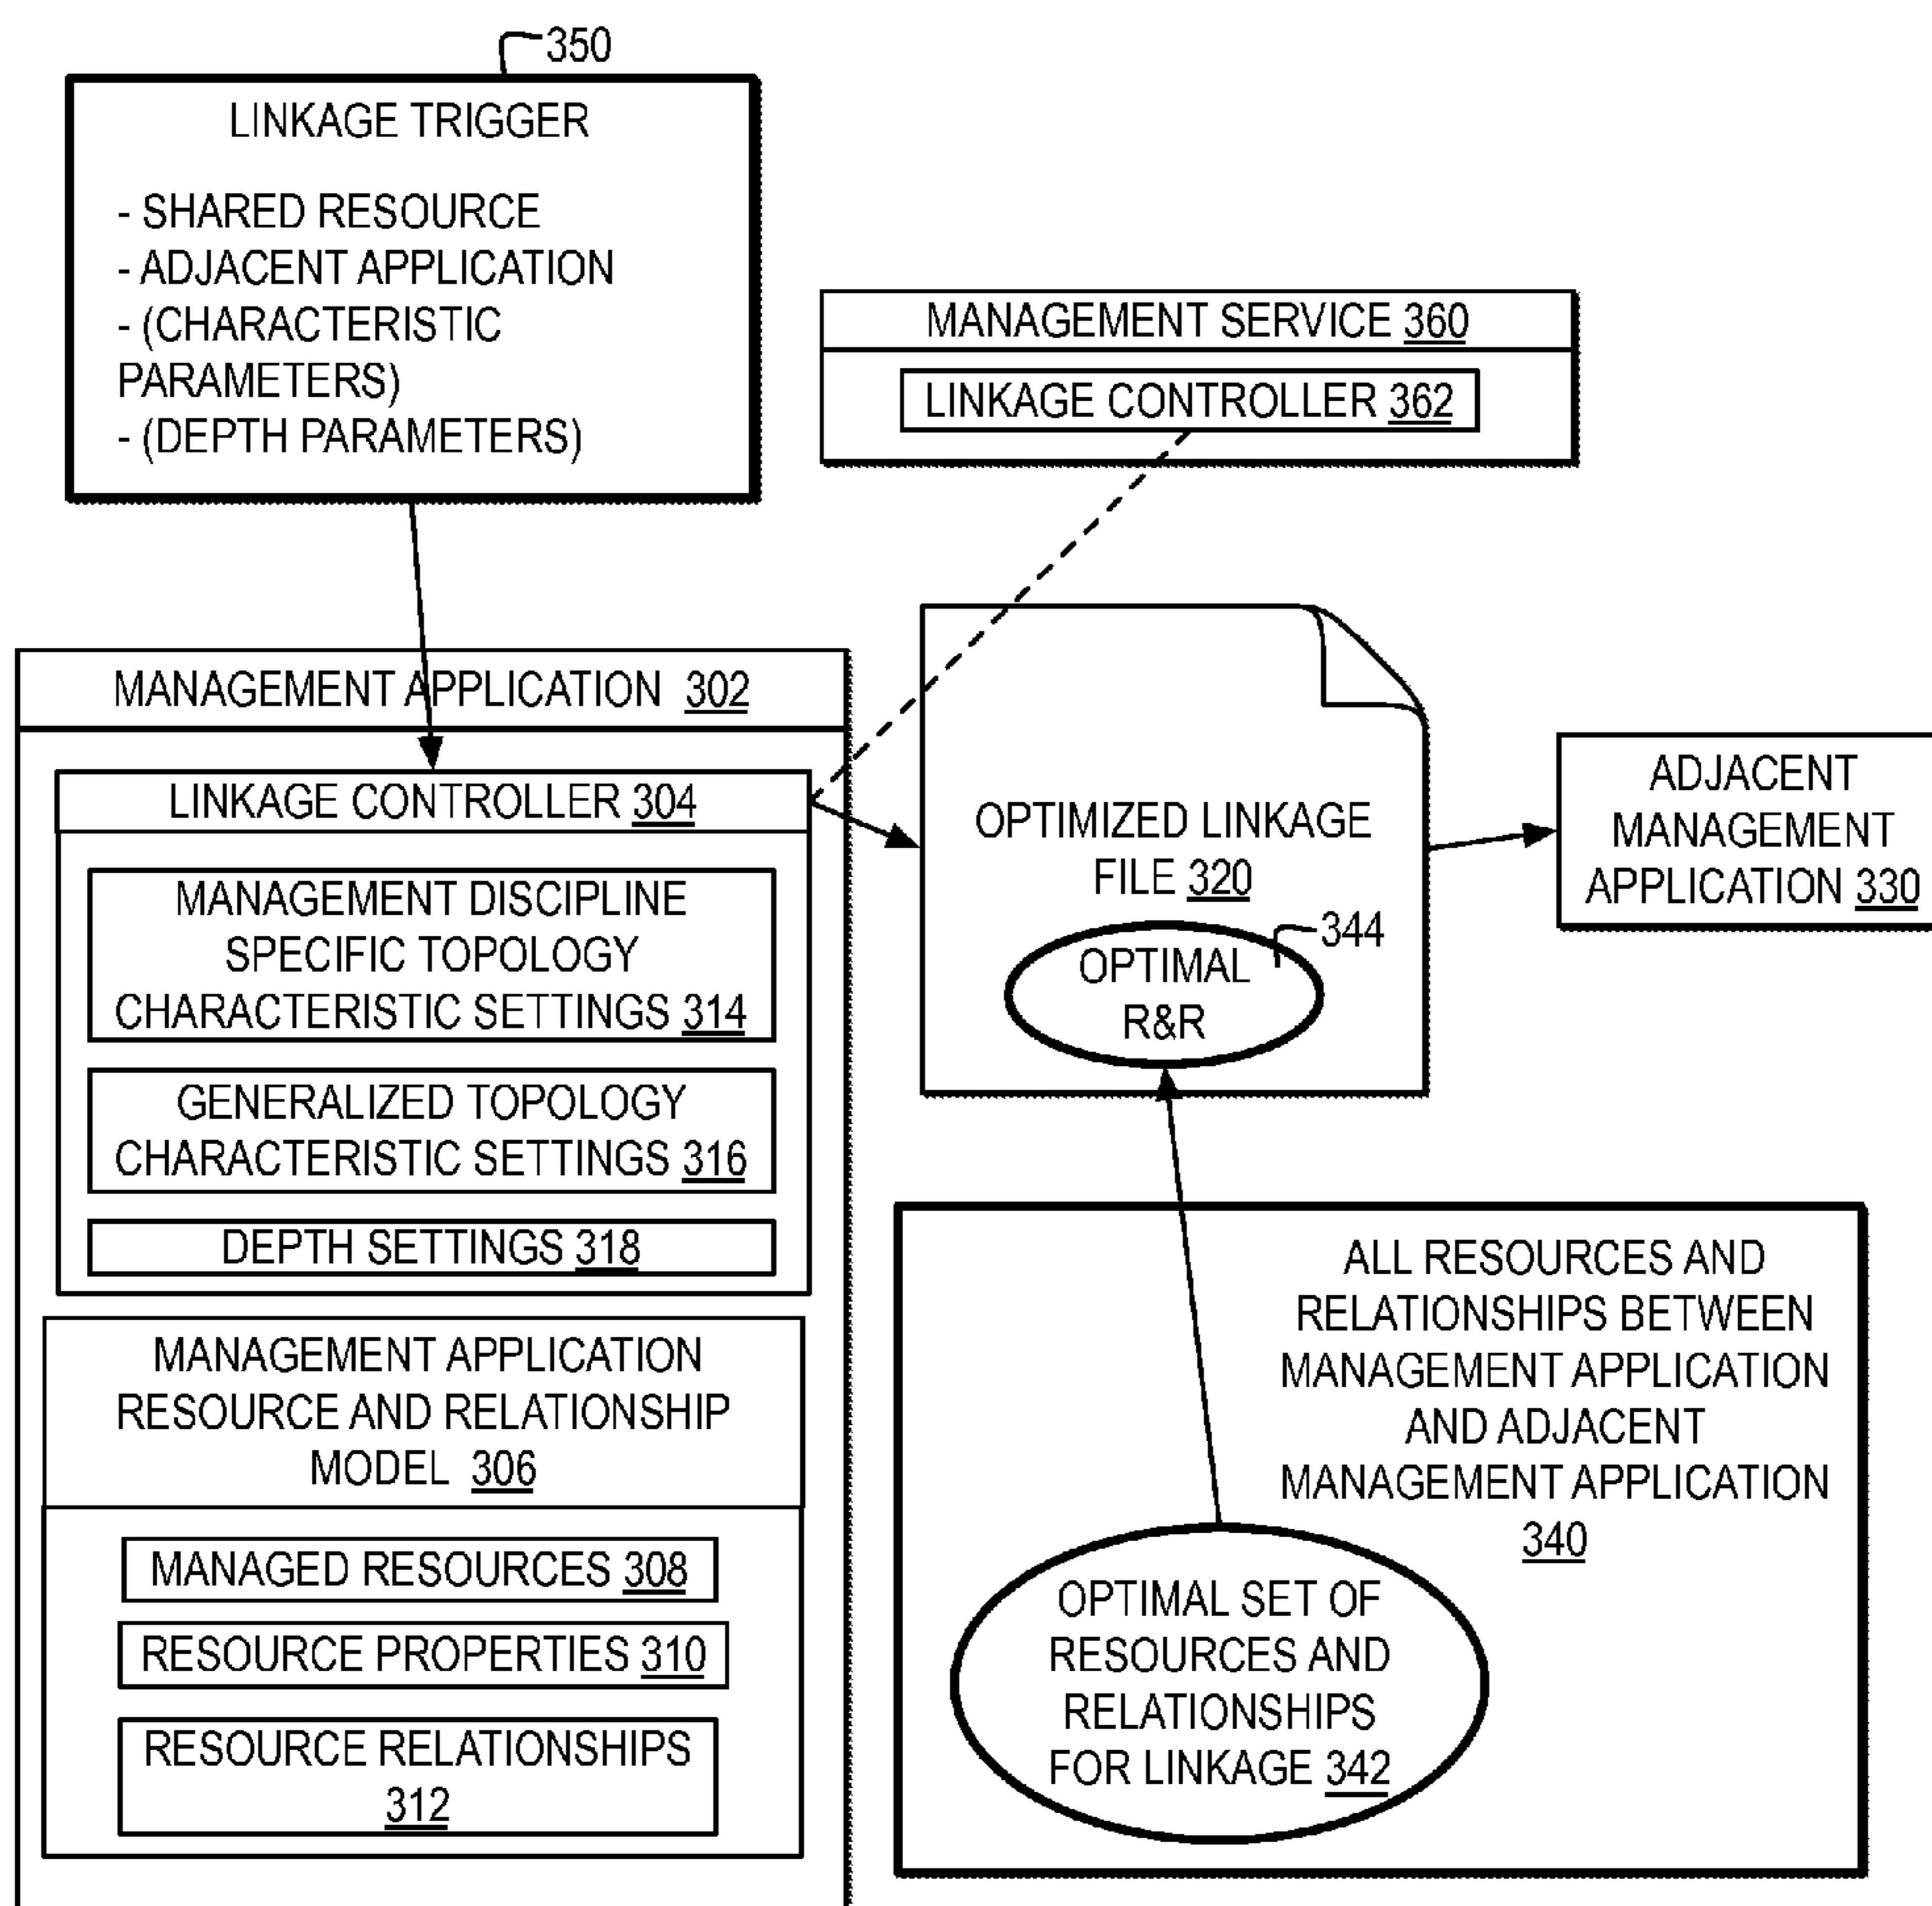 350
LINKAGE TRIGGER
- SHARED RESOURCE
- ADJACENT APPLICATION
- (CHARACTERISTIC
PARAMETERS)
- (DEPTH PARAMETERS)
MANAGEMENT SERVICE 360
LINKAGE CONTROLLER 362
MANAGEMENT APPLICATION 302
LINKAGE CONTROLLER 304
MANAGEMENT DISCIPLINE
SPECIFIC TOPOLOGY
CHARACTERISTIC SETTINGS 314
GENERALIZED TOPOLOGY
CHARACTERISTIC SETTINGS 316
DEPTH SETTINGS 318
MANAGEMENT APPLICATION
RESOURCE AND RELATIONSHIP
MODEL 306
MANAGED RESOURCES 308
RESOURCE PROPERTIES 310
RESOURCE RELATIONSHIPS
312
OPTIMIZED LINKAGE
FILE 320
344
OPTIMAL
R&R
ADJACENT
MANAGEMENT
APPLICATION 330
ALL RESOURCES AND
RELATIONSHIPS BETWEEN
MANAGEMENT APPLICATION
AND ADJACENT
MANAGEMENT APPLICATION
340
OPTIMAL SET OF
RESOURCES AND
RELATIONSHIPS
FOR LINKAGE 342